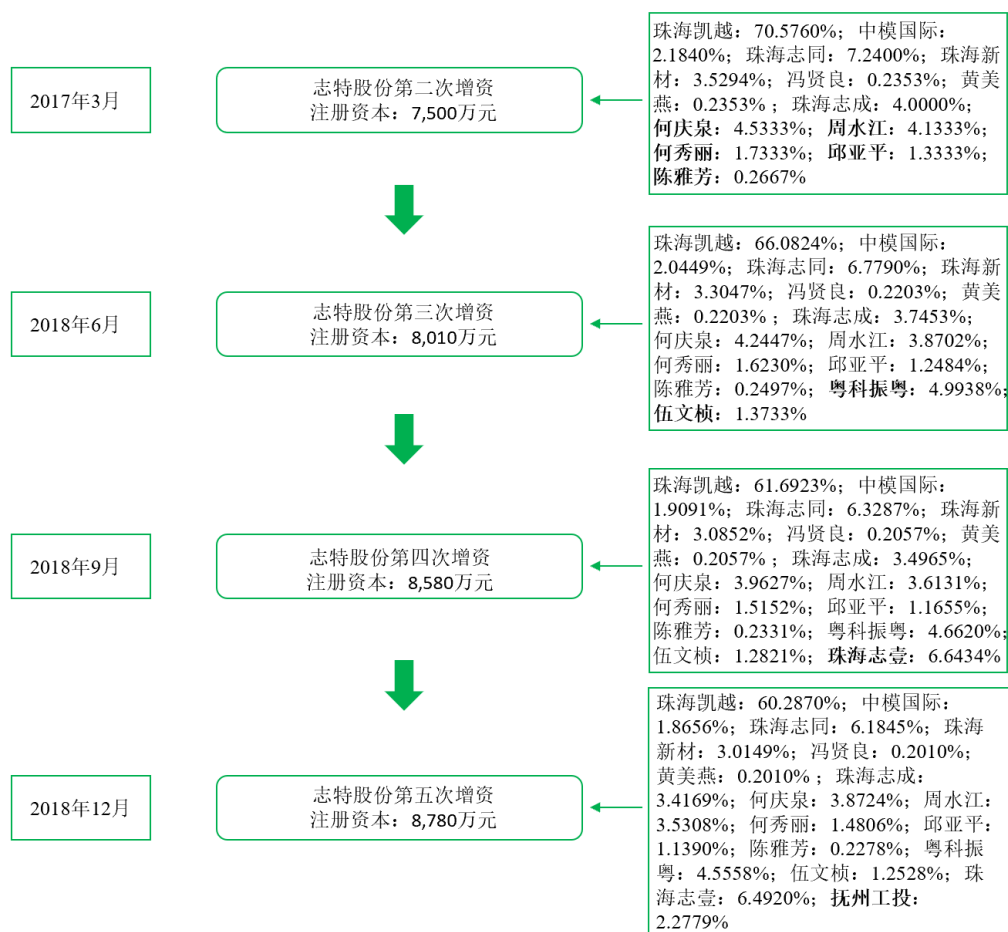 2017年3月
志特股份第二次增资
注册资本：7,500万元
珠海凯越：70.5760%；中模国际：
2.1840%；珠海志同：7.2400%；珠海新
材：3.5294%；冯贤良：0.2353%；黄美
燕：0.2353% ；珠海志成：4.0000%；
何庆泉：4.5333%；周水江：4.1333%；
何秀丽：1.7333%；邱亚平：1.3333%；
陈雅芳：0.2667%
2018年6月
志特股份第三次增资
注册资本：8,010万元
珠海凯越：66.0824%；中模国际：
2.0449%；珠海志同：6.7790%；珠海新
材：3.3047%；冯贤良：0.2203%；黄美
燕：0.2203% ；珠海志成：3.7453%；
何庆泉：4.2447%；周水江：3.8702%；
何秀丽：1.6230%；邱亚平：1.2484%；
陈雅芳：0.2497%；粤科振粤：4.9938%；
伍文桢：1.3733%
2018年9月
志特股份第四次增资
注册资本：8,580万元
珠海凯越：61.6923%；中模国际：
1.9091%；珠海志同：6.3287%；珠海新
材：3.0852%；冯贤良：0.2057%；黄美
燕：0.2057% ；珠海志成：3.4965%；
何庆泉：3.9627%；周水江：3.6131%；
何秀丽：1.5152%；邱亚平：1.1655%；
陈雅芳：0.2331%；粤科振粤：4.6620%；
伍文桢：1.2821%；珠海志壹：6.6434%
2018年12月
志特股份第五次增资
注册资本：8,780万元
珠海凯越：60.2870%；中模国际：
1.8656%；珠海志同：6.1845%；珠海
新材：3.0149%；冯贤良：0.2010%；
黄美燕：0.2010% ；珠海志成：
3.4169%；何庆泉：3.8724%；周水江：
3.5308%；何秀丽：1.4806%；邱亚平：
1.1390%；陈雅芳：0.2278%；粤科振
粤：4.5558%；伍文桢：1.2528%；珠
海志壹：6.4920%；抚州工投：
2.2779%